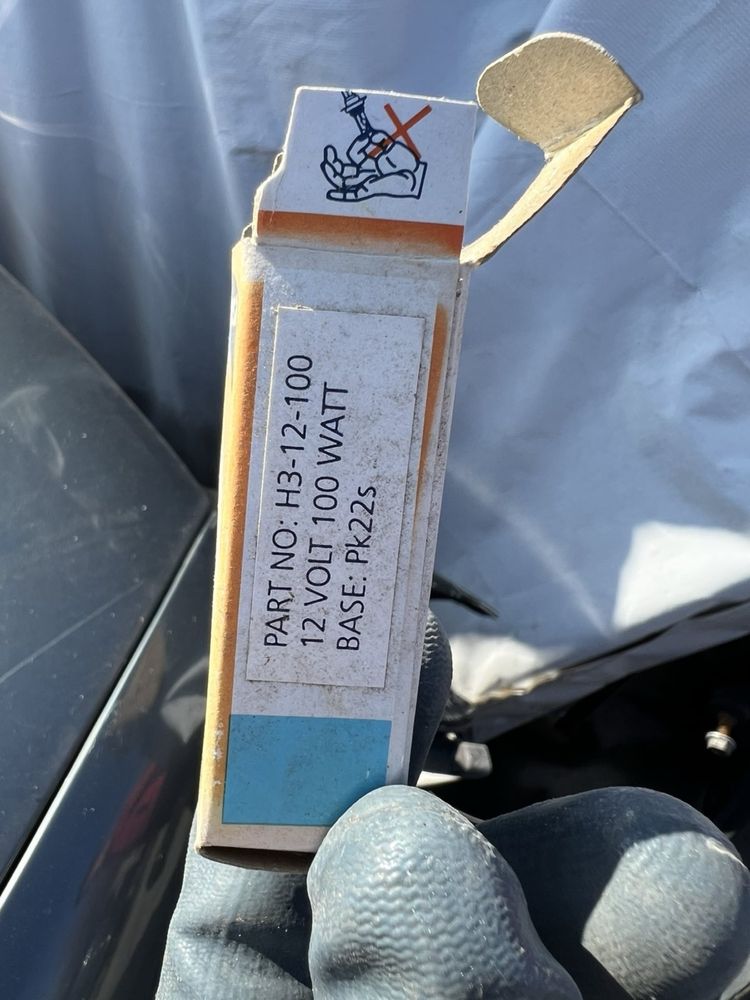 PART NO: H3-12-100
12 VOLT 100 WATT
BASE: Pk22s